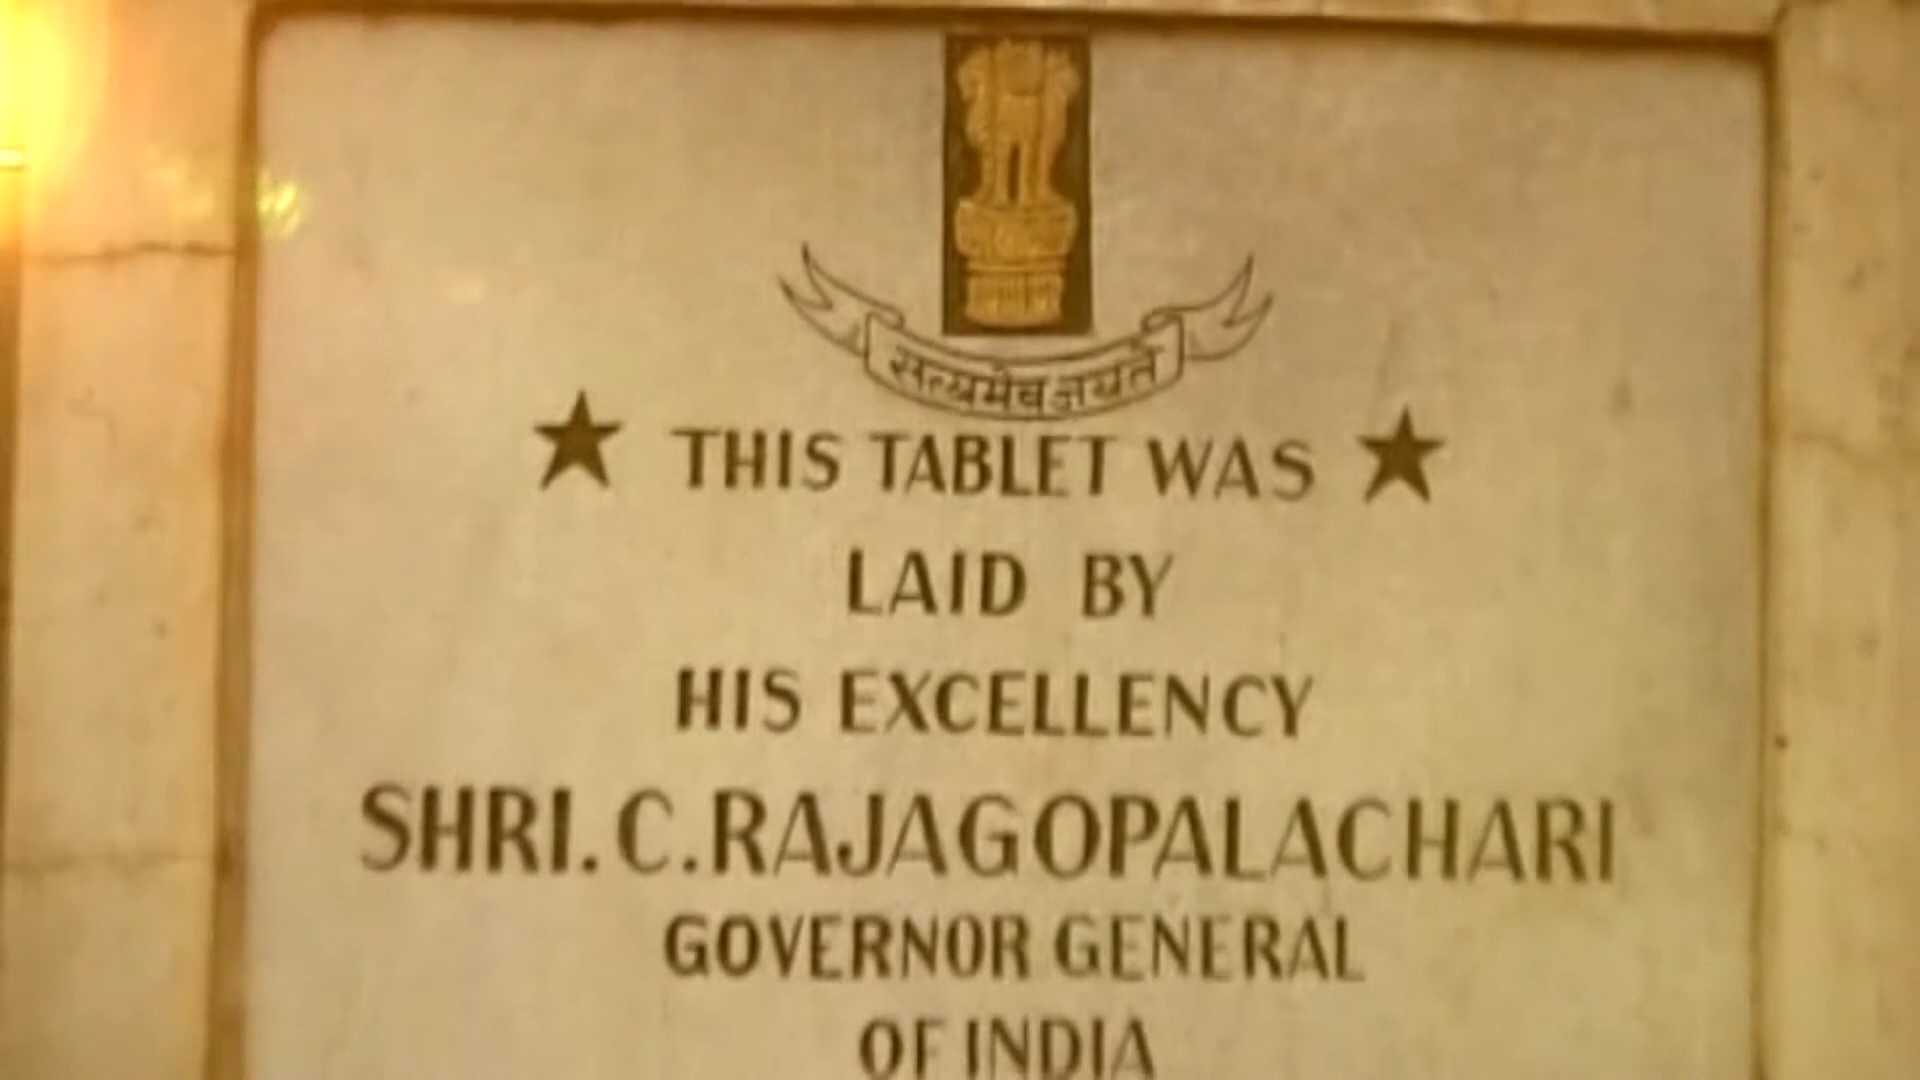 सत्यमेव जयते
THIS TABLET WAS
LAID BY
HIS EXCELLENCY
SHRI. C. RAJAGOPALACHARI
GOVERNOR GENERAL
OF INDIA